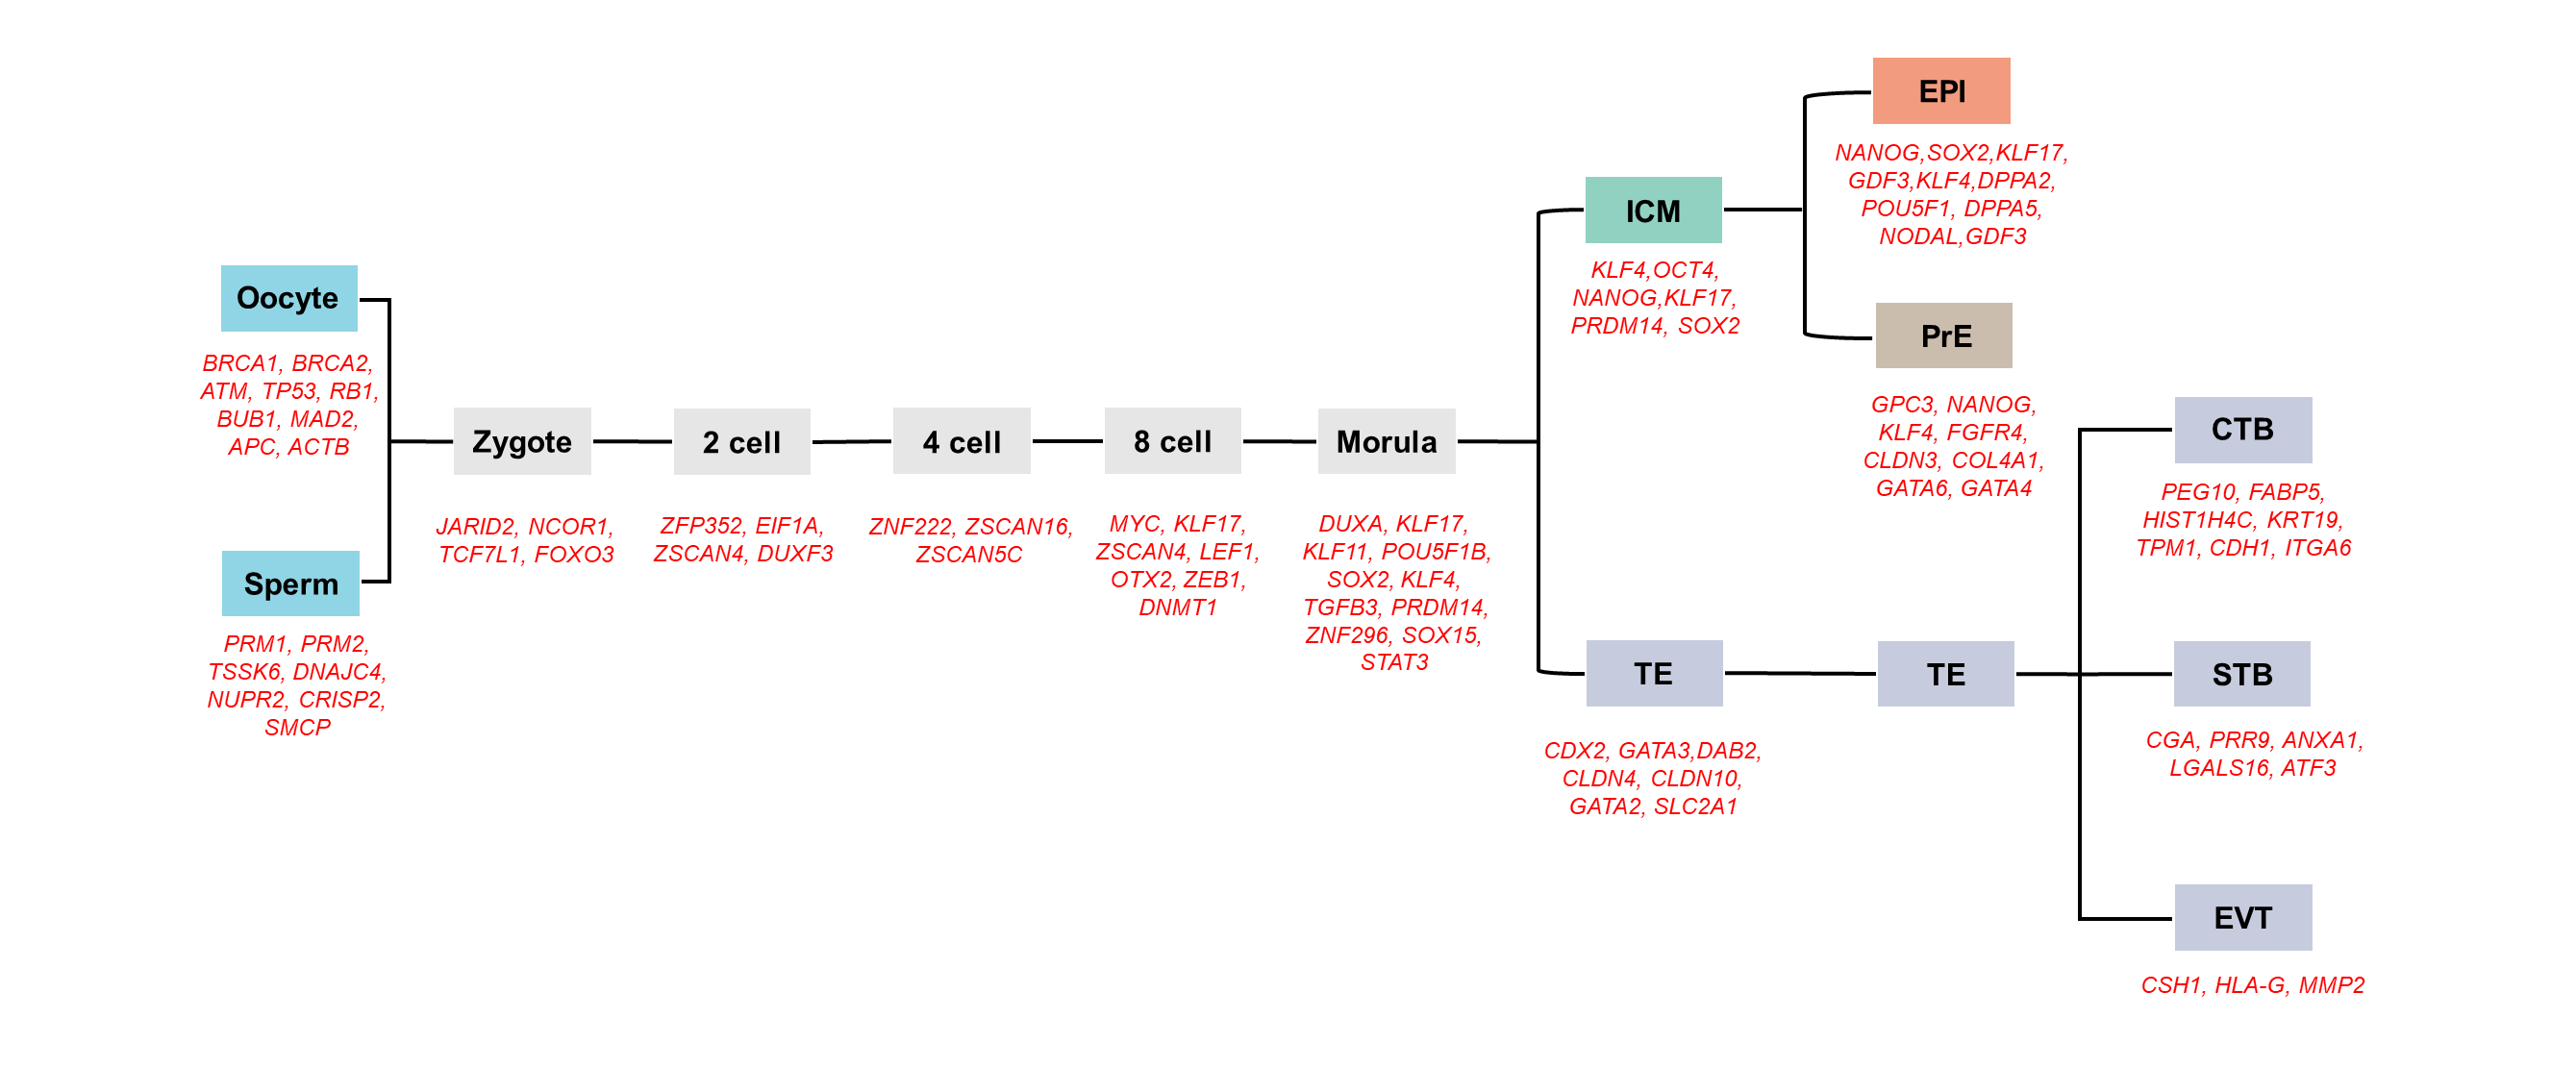 EPI
NANOG,SOX2,KLF17,
GDF3,KLF4,DPPA2,
POU5F1, DPPA5,
NODAL,GDF3
ICM
KLF4,OCT4,
NANOG,KLF17,
PRDM14, SOX2
PrE
GPC3, NANOG,
KLF4, FGFR4,
CLDN3, COL4A1,
GATA6, GATA4
Oocyte
BRCA1, BRCA2,
ATM, TP53, RB1,
BUB1, MAD2,
APC, ACTB
Sperm
PRM1, PRM2,
TSSK6, DNAJC4,
NUPR2, CRISP2,
SMCP
Zygote
JARID2, NCOR1,
TCF7L1, FOXO3
2 cell
ZFP352, EIF1A,
ZSCAN4, DUXF3
4 cell
ZNF222, ZSCAN16,
ZSCAN5C
8 cell
MYC, KLF17,
ZSCAN4, LEF1,
OTX2, ZEB1,
DNMT1
Morula
DUXA, KLF17,
KLF11, POU5F1B,
SOX2, KLF4,
TGFB3, PRDM14,
ZNF296, SOX15,
STAT3
TE
CDX2, GATA3,DAB2,
CLDN4, CLDN10,
GATA2, SLC2A1
TE
CTB
PEG10, FABP5,
HIST1H4C, KRT19,
TPM1, CDH1, ITGA6
STB
CGA, PRR9, ANXA1,
LGALS16, ATF3
EVT
CSH1, HLA-G, MMP2